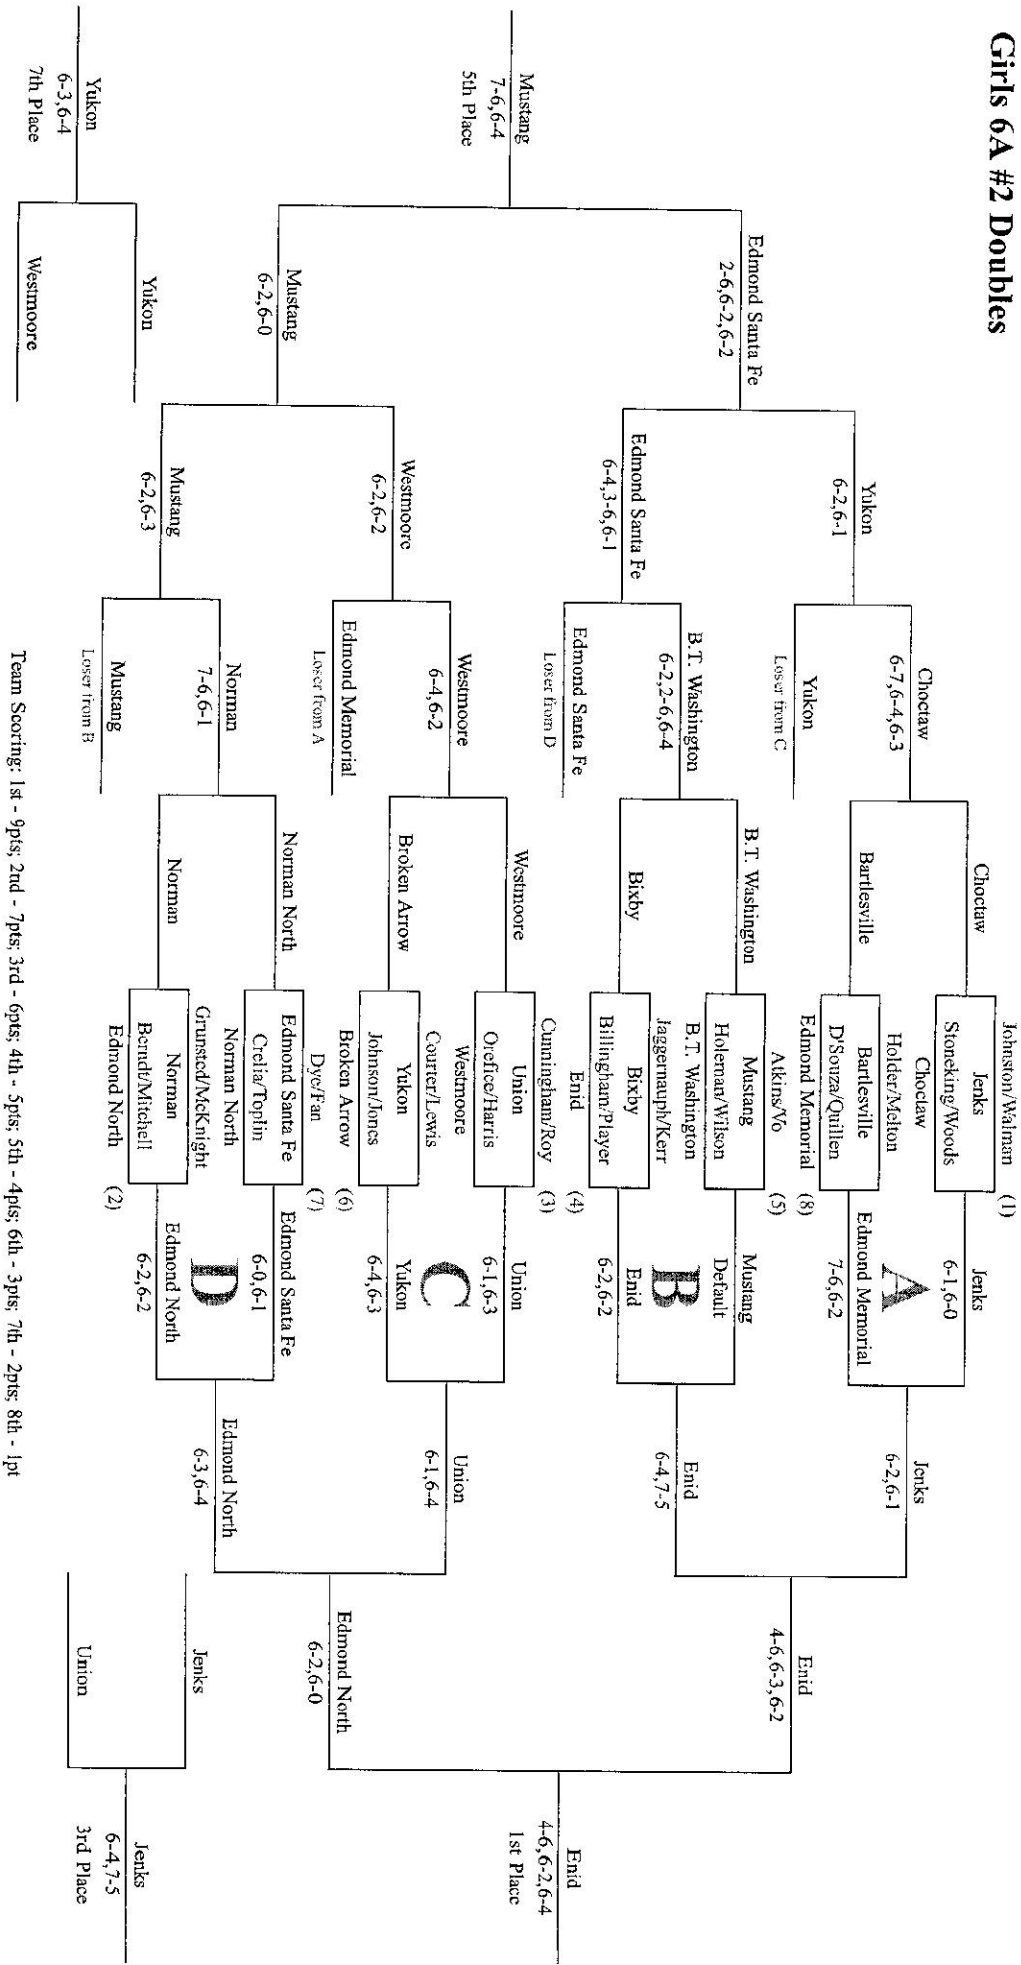 Girls 6A #2 Doubles
Johnston/Walman
Jenks (1)
Stoneking/Woods
Choctaw
Holder/Melton
Bartlesville
D'Souza/Quillen
Edmond Memorial (8)
Atkins/Vo
Mustang (5)
Holeman/Wilson
B.T. Washington
Jaggernauph/Kerr
Bixby
Billingham/Player
Enid (4)
Cunningham/Roy
Union (3)
Orefice/Harris
Westmoore
Courter/Lewis
Yukon
Johnson/Jones
Broken Arrow (6)
Dye/Fan
Edmond Santa Fe (7)
Crelia/Toplin
Norman North
Grunsted/McKnight
Norman
Berndt/Mitchell
Edmond North (2)
Jenks
6-1,6-0
A
Edmond Memorial
7-6,6-2
Mustang
Default
B
Enid
6-2,6-2
Union
6-1,6-3
C
Yukon
6-4,6-3
Edmond Santa Fe
6-0,6-1
D
Edmond North
6-2,6-2
Jenks
6-2,6-1
Enid
6-4,7-5
Union
6-1,6-4
Edmond North
6-3,6-4
Enid
4-6,6-3,6-2
Edmond North
6-2,6-0
Enid
4-6,6-2,6-4
1st Place
Jenks
Union
Jenks
6-4,7-5
3rd Place
Choctaw
Bartlesville
B.T. Washington
Bixby
Westmoore
Broken Arrow
Norman North
Norman
Choctaw
6-7,6-4,6-3
Yukon
Loser from C
B.T. Washington
6-2,2-6,6-4
Edmond Santa Fe
Loser from D
Westmoore
6-4,6-2
Edmond Memorial
Loser from A
Norman
7-6,6-1
Mustang
Loser from B
Yukon
6-2,6-1
Edmond Santa Fe
6-4,3-6,6-1
Westmoore
6-2,6-2
Mustang
6-2,6-3
Edmond Santa Fe
2-6,6-2,6-2
Mustang
6-2,6-0
Mustang
7-6,6-4
5th Place
Yukon
Westmoore
Yukon
6-3,6-4
7th Place
Team Scoring: 1st - 9pts; 2nd - 7pts; 3rd - 6pts; 4th - 5pts; 5th - 4pts; 6th - 3pts; 7th - 2pts; 8th - 1pt